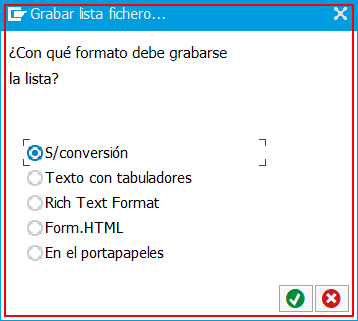 Grabar lista fichero...
¿Con qué formato debe grabarse
la lista?
S/conversión
Texto con tabuladores
Rich Text Format
Form.HTML
En el portapapeles